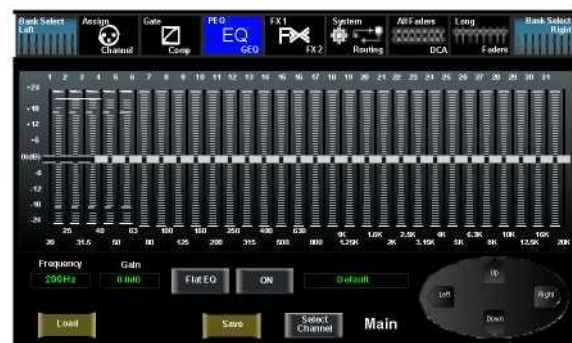 Bank Select
Left
Assign
Channel
Gate
Comp
PEQ
EQ
GEQ
FX1
FX
FX2
System
Routing
All Faders
DCA
Long
Faders
Bank Select
Right
1 2 3 4 5 6 7 8 9 10 11 12 13 14 15 16 17 18 19 20 21 22 23 24 25 26 27 28 29 30 31
+24
+18
+12
+6
0(dB)
-6
-12
-18
-24
25 40 63 100 160 250 400 630 1K 1.6K 2.5K 4K 6.3K 10K 16K
20 31.5 50 80 125 200 315 500 800 1.25K 2K 3.15K 5K 8K 12.5K 20K
Frequency
Gain
200Hz
0.0dB
Flat EQ
ON
Default
Up
Left
Right
Down
Load
Save
Select
Channel
Main